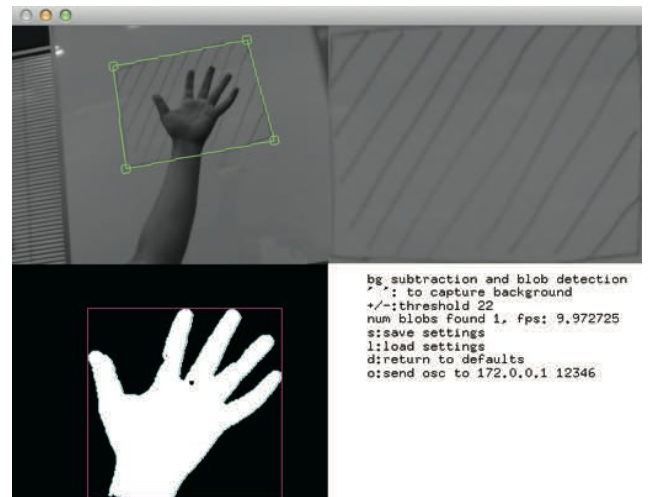 bg subtraction and blob detection
' ': to capture background
+/-:threshold 22
num blobs found 1, fps: 9.972725
s:save settings
l:load settings
d:return to defaults
o:send osc to 172.0.0.1 12346